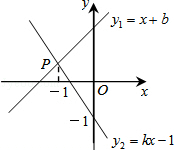 y
y₁ = x + b
P
−1
O
x
−1
y₂ = kx − 1